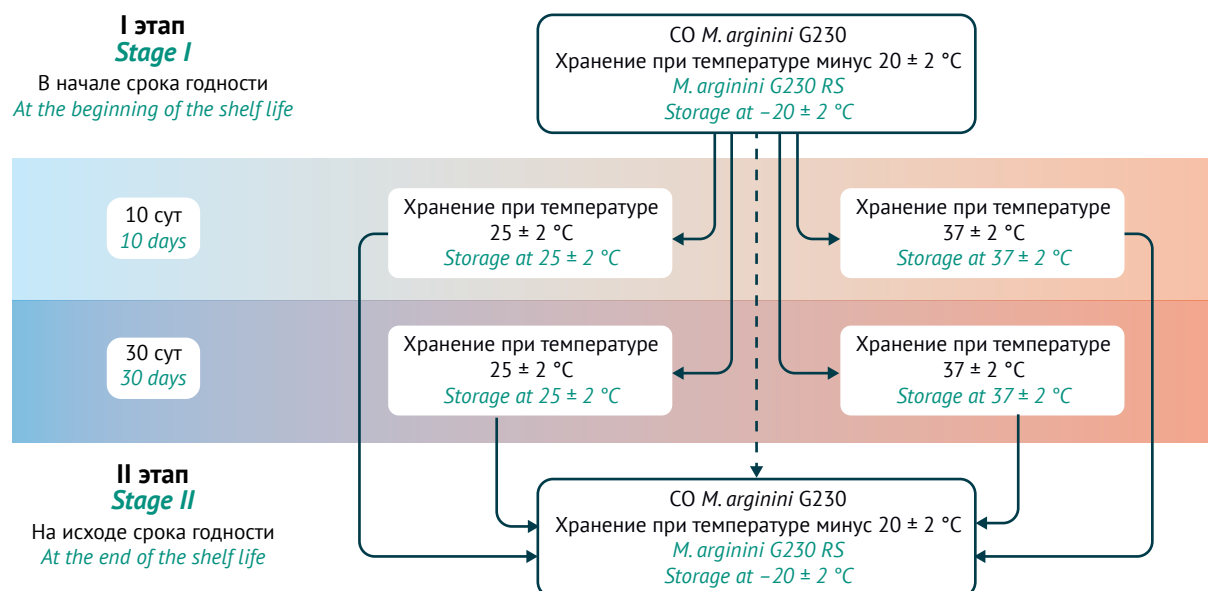 I этап
Stage I
В начале срока годности
At the beginning of the shelf life
СО M. arginini G230
Хранение при температуре минус 20 ± 2 °C
M. arginini G230 RS
Storage at –20 ± 2 °C
10 сут
10 days
Хранение при температуре
25 ± 2 °C
Storage at 25 ± 2 °C
Хранение при температуре
37 ± 2 °C
Storage at 37 ± 2 °C
30 сут
30 days
Хранение при температуре
25 ± 2 °C
Storage at 25 ± 2 °C
Хранение при температуре
37 ± 2 °C
Storage at 37 ± 2 °C
II этап
Stage II
На исходе срока годности
At the end of the shelf life
СО M. arginini G230
Хранение при температуре минус 20 ± 2 °C
M. arginini G230 RS
Storage at –20 ± 2 °C